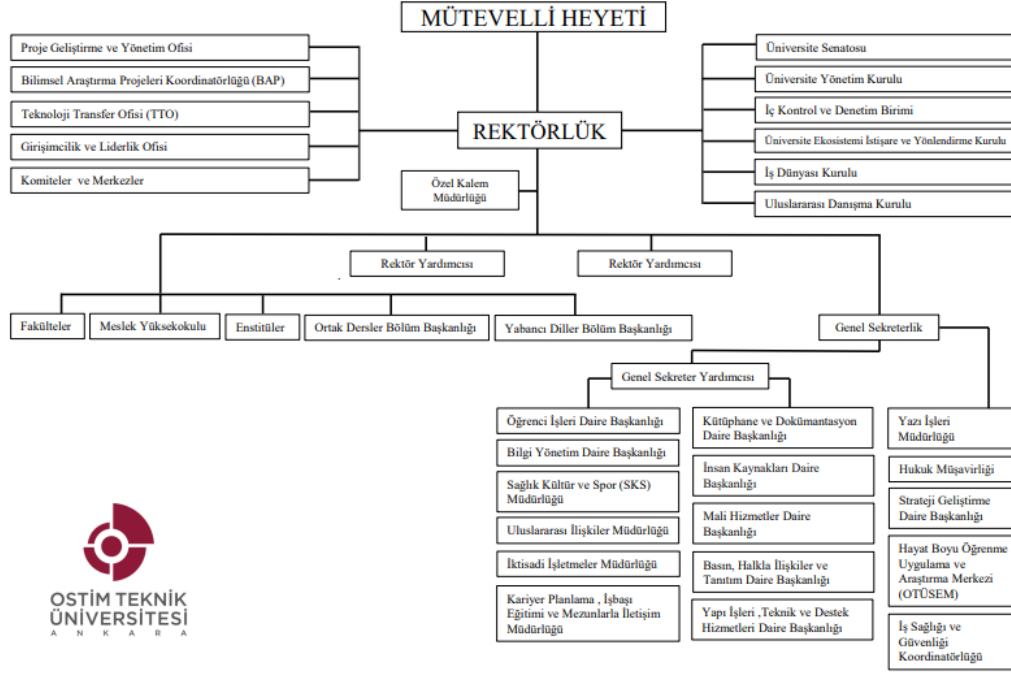 MÜTEVELLİ HEYETİ
Proje Geliştirme ve Yönetim Ofisi
Bilimsel Araştırma Projeleri Koordinatörlüğü (BAP)
Teknoloji Transfer Ofisi (TTO)
Girişimcilik ve Liderlik Ofisi
Komiteler ve Merkezler
REKTÖRLÜK
Üniversite Senatosu
Üniversite Yönetim Kurulu
İç Kontrol ve Denetim Birimi
Üniversite Ekosistemi İstişare ve Yönlendirme Kurulu
İş Dünyası Kurulu
Uluslararası Danışma Kurulu
Özel Kalem
Müdürlüğü
Rektör Yardımcısı
Rektör Yardımcısı
Fakülteler
Meslek Yüksekokulu
Enstitüler
Ortak Dersler Bölüm Başkanlığı
Yabancı Diller Bölüm Başkanlığı
Genel Sekreterlik
Genel Sekreter Yardımcısı
Öğrenci İşleri Daire Başkanlığı
Bilgi Yönetim Daire Başkanlığı
Sağlık Kültür ve Spor (SKS)
Müdürlüğü
Uluslararası İlişkiler Müdürlüğü
İktisadi İşletmeler Müdürlüğü
Kariyer Planlama , İşbaşı
Eğitimi ve Mezunlarla İletişim
Müdürlüğü
Kütüphane ve Dokümantasyon
Daire Başkanlığı
İnsan Kaynakları Daire
Başkanlığı
Mali Hizmetler Daire
Başkanlığı
Basın, Halkla İlişkiler ve
Tanıtım Daire Başkanlığı
Yapı İşleri ,Teknik ve Destek
Hizmetleri Daire Başkanlığı
Yazı İşleri
Müdürlüğü
Hukuk Müşavirliği
Strateji Geliştirme
Daire Başkanlığı
Hayat Boyu Öğrenme
Uygulama ve
Araştırma Merkezi
(OTÜSEM)
İş Sağlığı ve
Güvenliği
Koordinatörlüğü
OSTİM TEKNİK
ÜNİVERSİTESİ
ANKARA